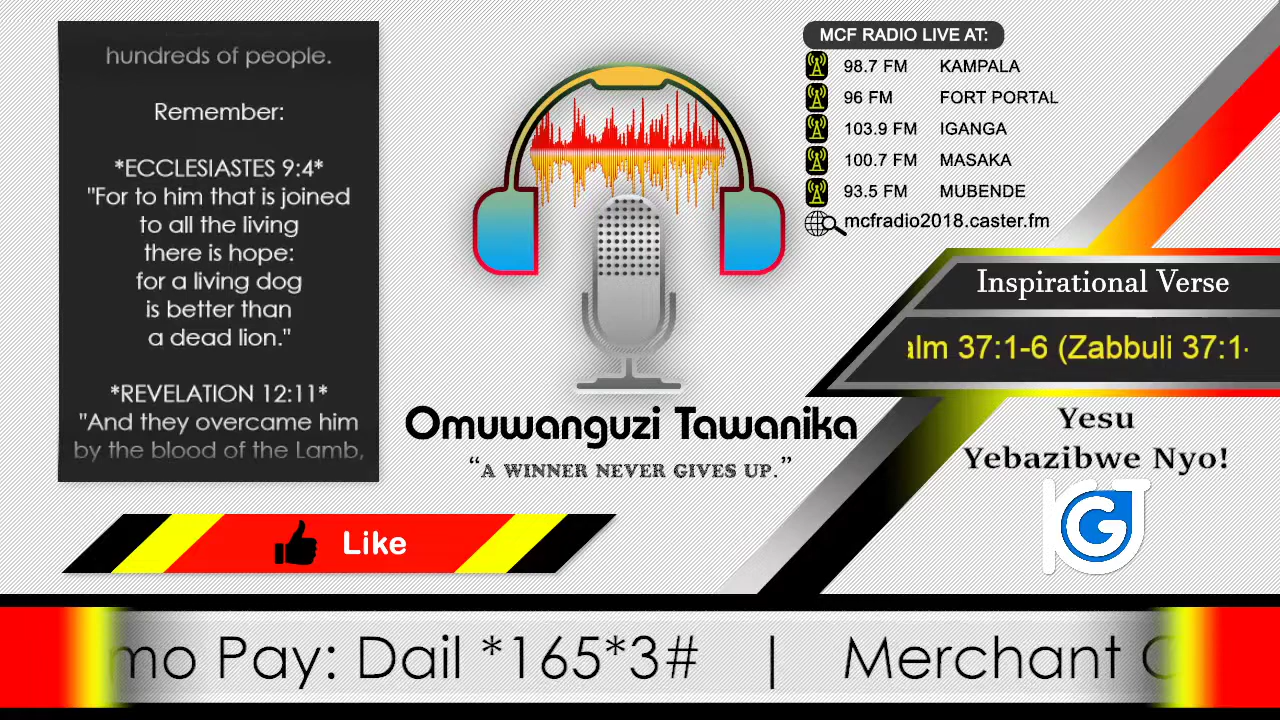 hundreds of people.
Remember:
*ECCLESIASTES 9:4*
"For to him that is joined
to all the living
there is hope:
for a living dog
is better than
a dead lion."
*REVELATION 12:11*
"And they overcame him
by the blood of the Lamb,
Omuwanguzi Tawanika
“A WINNER NEVER GIVES UP.”
MCF RADIO LIVE AT:
98.7 FM KAMPALA
96 FM FORT PORTAL
103.9 FM IGANGA
100.7 FM MASAKA
93.5 FM MUBENDE
mcfradio2018.caster.fm
Inspirational Verse
alm 37:1-6 (Zabbuli 37:1-
Yesu
Yebazibwe Nyo!
KG
Like
mo Pay: Dail *165*3# | Merchant